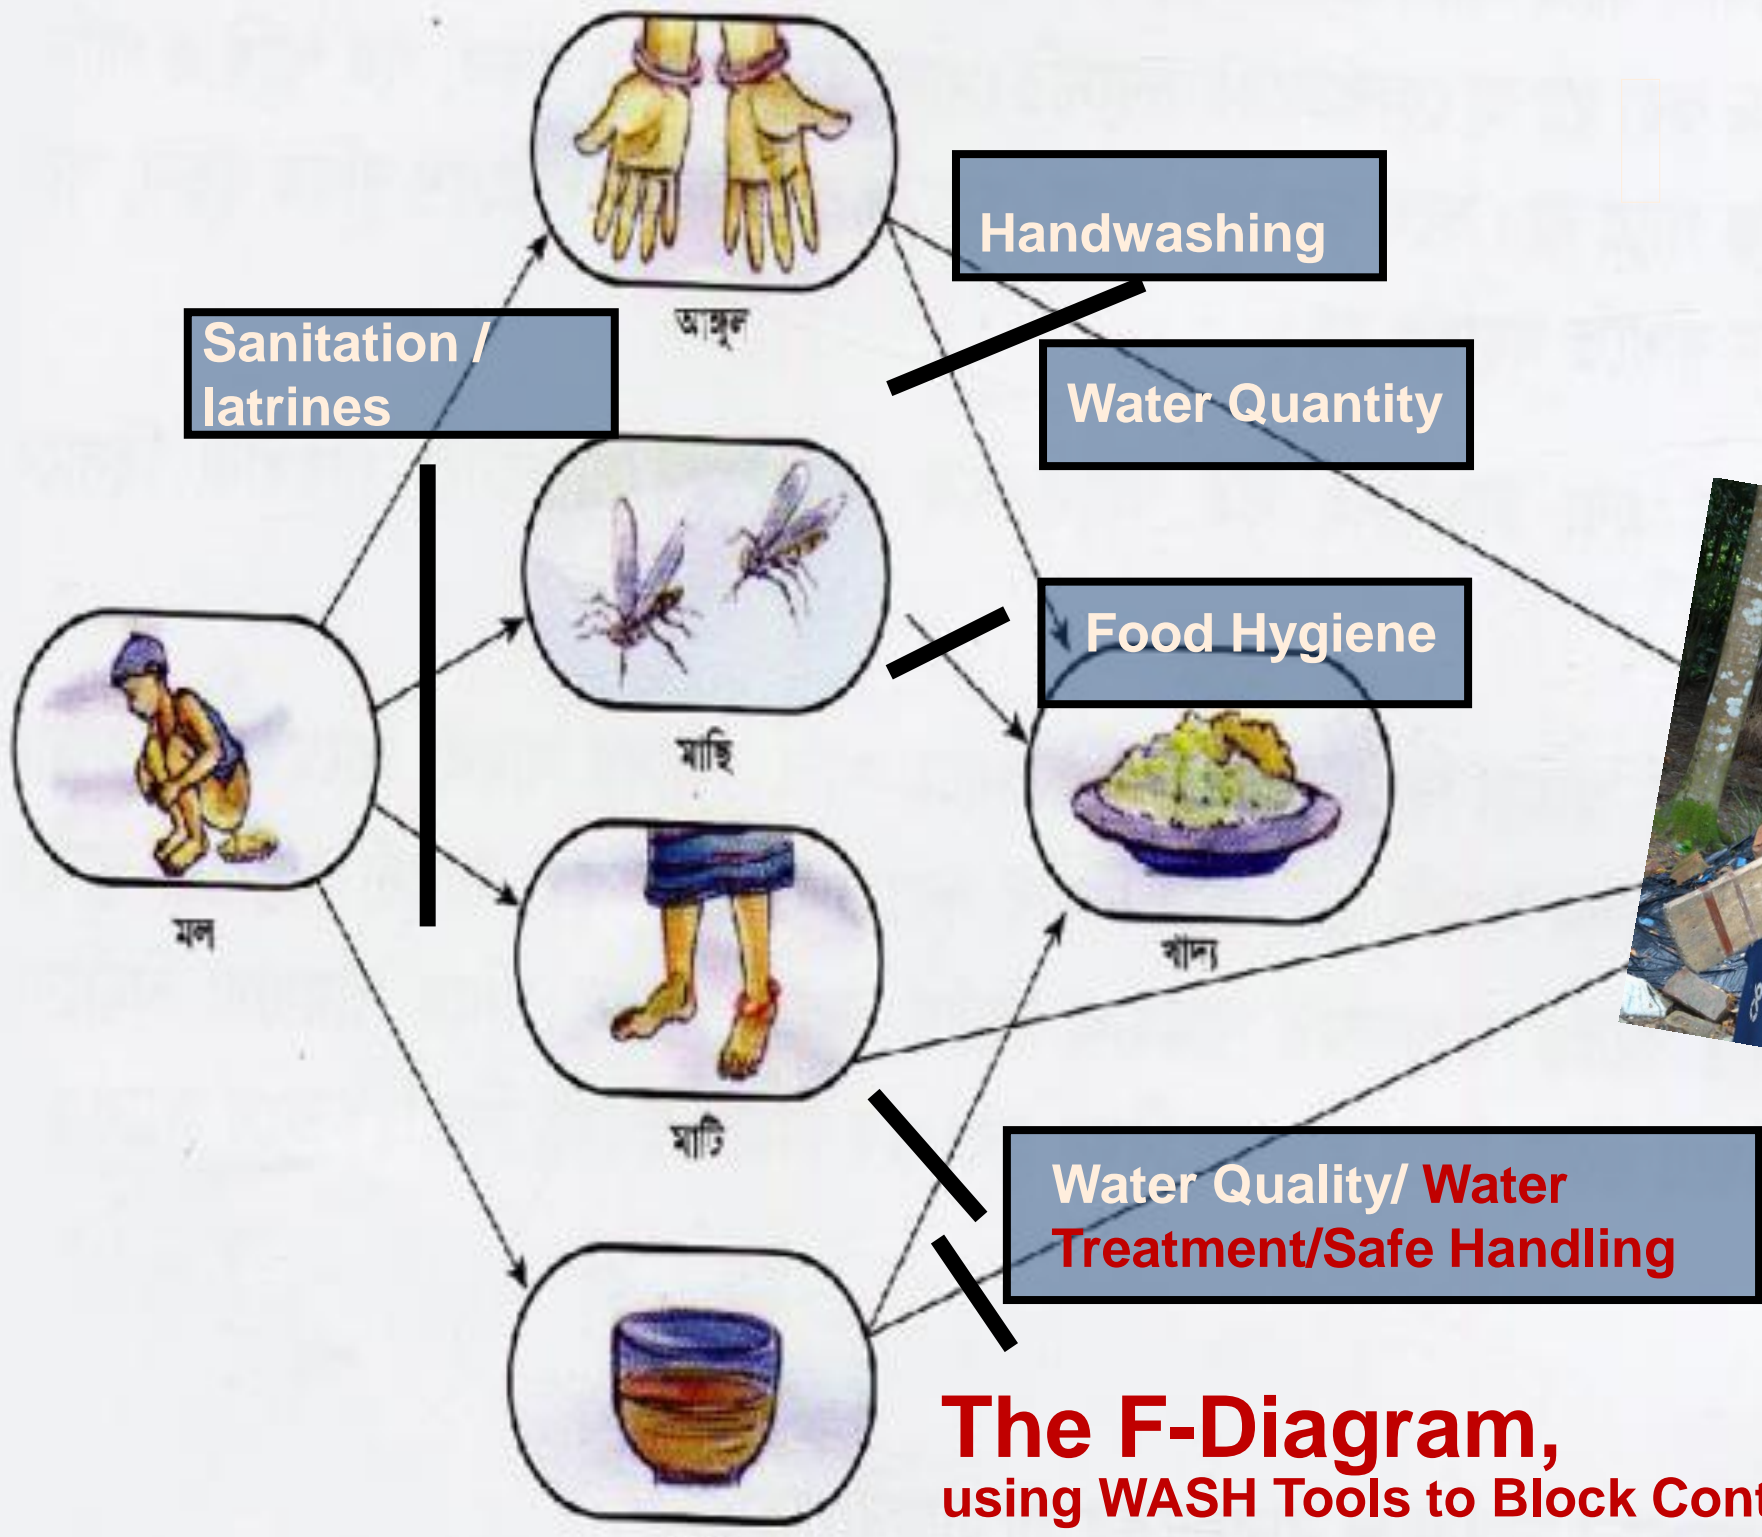 Handwashing
আঙ্গুল
Sanitation /
latrines
Water Quantity
Food Hygiene
মাছি
মল
খাদ্য
মাটি
Water Quality/ Water
Treatment/Safe Handling
The F-Diagram,
using WASH Tools to Block